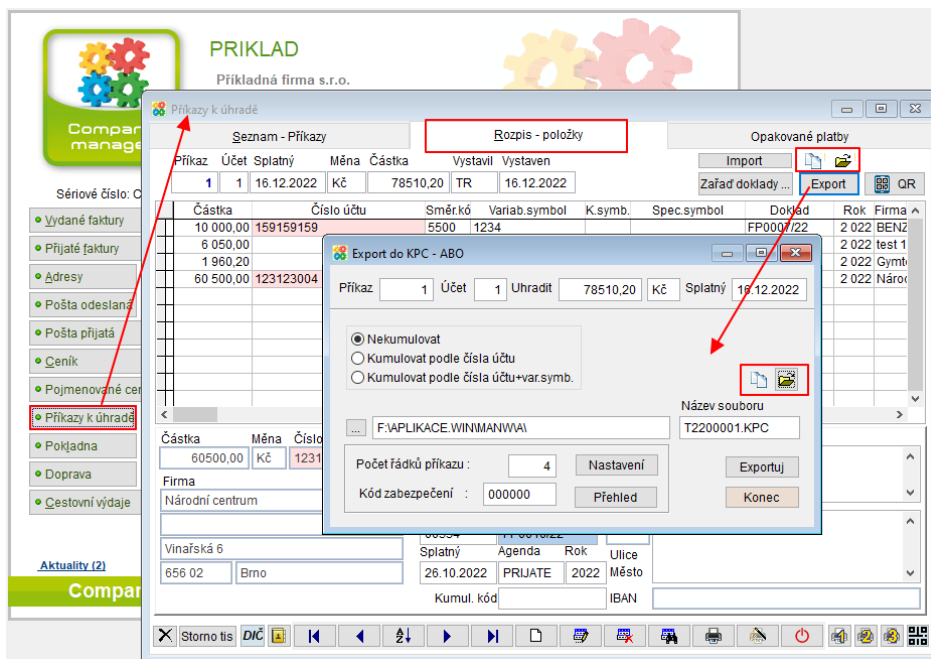 PRIKLAD
Příkladná firma s.r.o.
Compar
manage
Sériové číslo: C
Vydané faktury
Přijaté faktury
Adresy
Pošta odeslaná
Pošta přijatá
Ceník
Pojmenované cer
Příkazy k úhradě
Pokladna
Doprava
Cestovní výdaje
Aktuality (2)
Compar
Příkazy k úhradě
Seznam - Příkazy Rozpis - položky Opakované platby
Příkaz Účet Splatný Měna Částka Vystavil Vystaven Import
1 1 16.12.2022 Kč 78510,20 TR 16.12.2022 Zařaď doklady ... Export QR
Částka Číslo účtu Směr.kó Variab.symbol K.symb. Spec.symbol Doklad Rok Firma
10 000,00 159159159 5500 1234 FP0007/22 2 022 BENZ
6 050,00 2 022 test 1
1 960,20 2 022 Gymt
60 500,00 123123004 2 022 Národ
Export do KPC - ABO
Příkaz 1 Účet 1 Uhradit 78510,20 Kč Splatný 16.12.2022
Nekumulovat
Kumulovat podle čísla účtu
Kumulovat podle čísla účtu+var.symb.
Název souboru
... F:\APLIKACE.WIN\MANW\A\ T2200001.KPC
Počet řádků příkazu : 4 Nastavení Exportuj
Kód zabezpečení : 000000 Přehled Konec
Částka Měna Číslo
60500,00 Kč 1231
Firma
Národní centrum
Vinařská 6
656 02 Brno
Splatný Agenda Rok Ulice
26.10.2022 PRIJATE 2022 Město
Kumul. kód IBAN
Storno tis DIČ